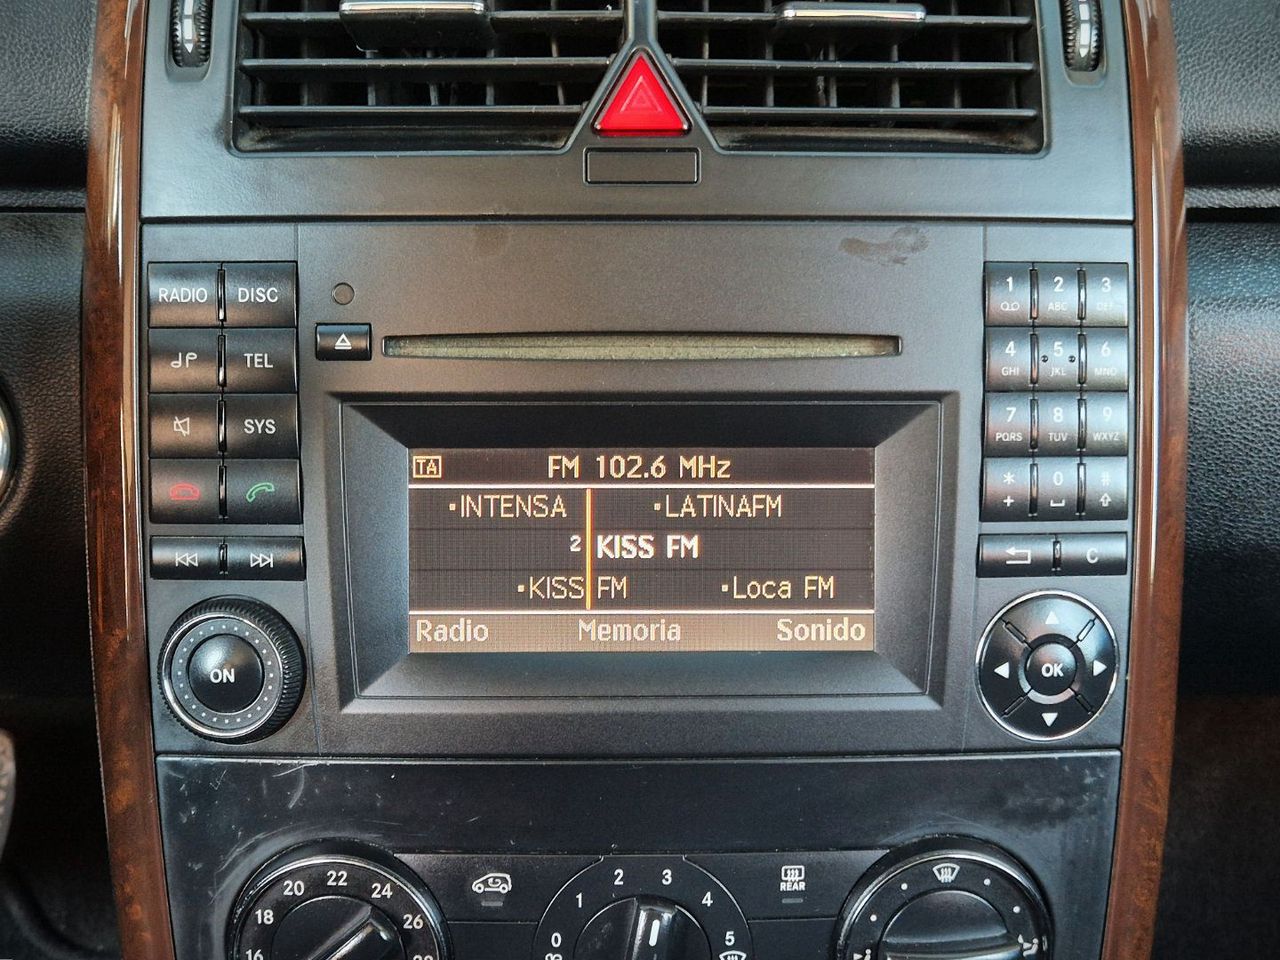 RADIO DISC
TEL
SYS
ON
TA FM 102.6 MHz
·INTENSA ·LATINAFM
2 KISS FM
·KISS FM ·Loca FM
Radio Memoria Sonido
1 2 3
ABC DEF
4 5 6
GHI JKL MNO
7 8 9
PQRS TUV WXYZ
* 0 #
+
C
OK
16 18 20 22 24 26 28
0 1 2 3 4 5
REAR